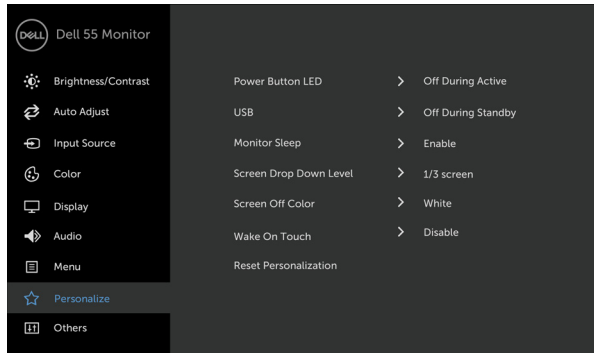 DELL Dell 55 Monitor
Brightness/Contrast
Auto Adjust
Input Source
Color
Display
Audio
Menu
Personalize
Others
Power Button LED > Off During Active
USB > Off During Standby
Monitor Sleep > Enable
Screen Drop Down Level > 1/3 screen
Screen Off Color > White
Wake On Touch > Disable
Reset Personalization